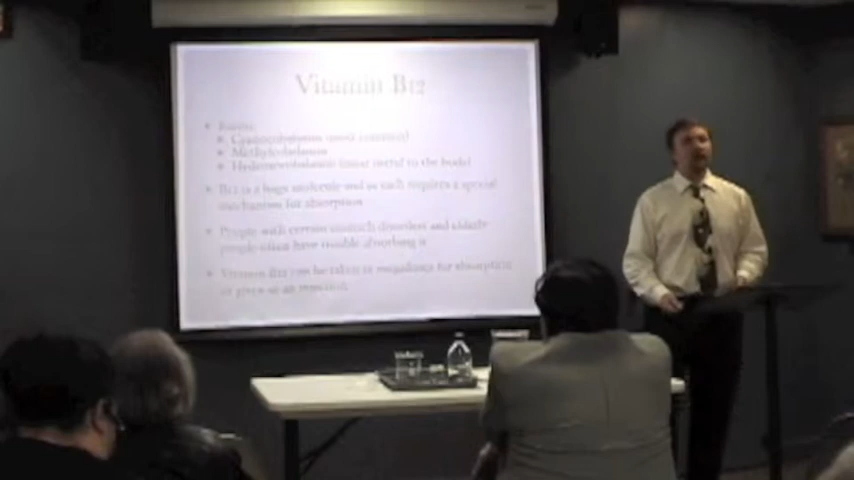 Vitamin B12
Forms:
Cyanocobalamin (most common)
Methylcobalamin
Hydroxocobalamin (most useful to the body)
B12 is a huge molecule and as such requires a special
mechanism for absorption
People with certain stomach disorders and elderly
people often have trouble absorbing it
Vitamin B12 can be taken in megadoses for absorption
or given as an